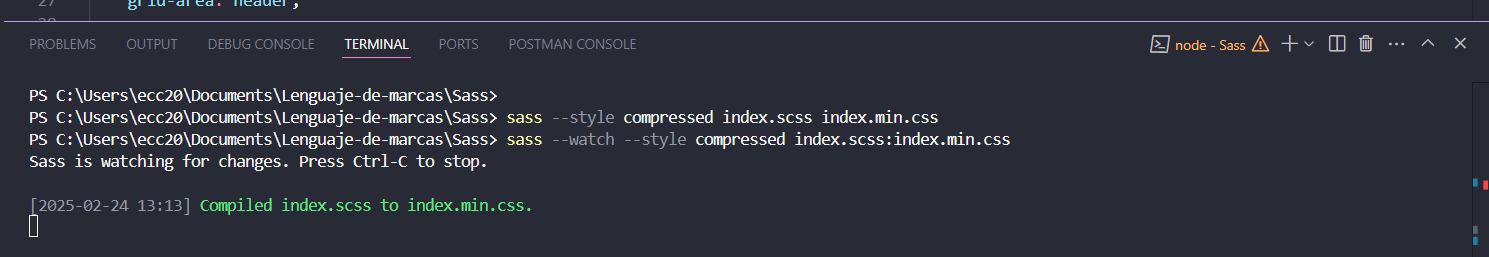 27 grid-area: header;
28
PROBLEMS OUTPUT DEBUG CONSOLE TERMINAL PORTS POSTMAN CONSOLE node - Sass
PS C:\Users\ecc20\Documents\Lenguaje-de-marcas\Sass>
PS C:\Users\ecc20\Documents\Lenguaje-de-marcas\Sass> sass --style compressed index.scss index.min.css
PS C:\Users\ecc20\Documents\Lenguaje-de-marcas\Sass> sass --watch --style compressed index.scss:index.min.css
Sass is watching for changes. Press Ctrl-C to stop.
[2025-02-24 13:13] Compiled index.scss to index.min.css.